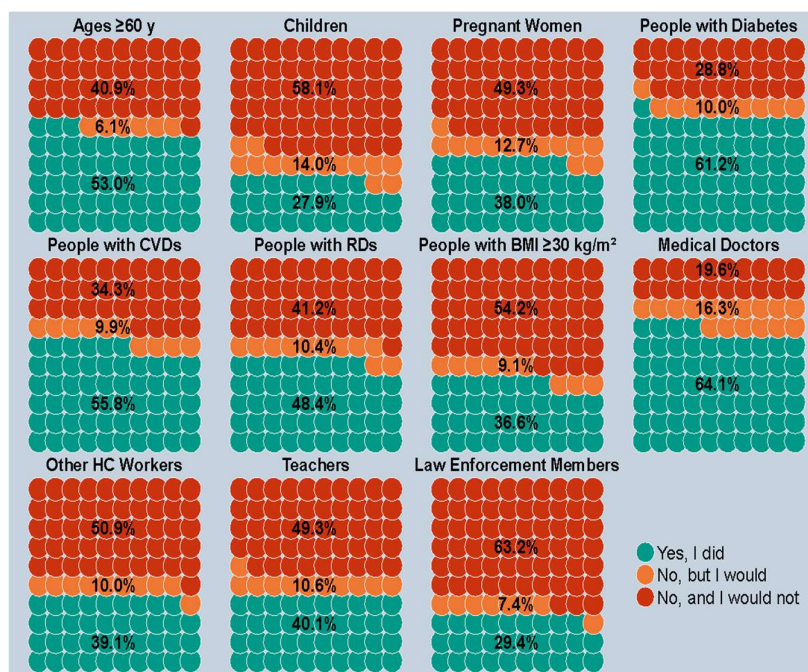 Ages ≥60 y
40.9%
6.1%
53.0%
Children
58.1%
14.0%
27.9%
Pregnant Women
49.3%
12.7%
38.0%
People with Diabetes
28.8%
10.0%
61.2%
People with CVDs
34.3%
9.9%
55.8%
People with RDs
41.2%
10.4%
48.4%
People with BMI ≥30 kg/m²
54.2%
9.1%
36.6%
Medical Doctors
19.6%
16.3%
64.1%
Other HC Workers
50.9%
10.0%
39.1%
Teachers
49.3%
10.6%
40.1%
Law Enforcement Members
63.2%
7.4%
29.4%
Yes, I did
No, but I would
No, and I would not